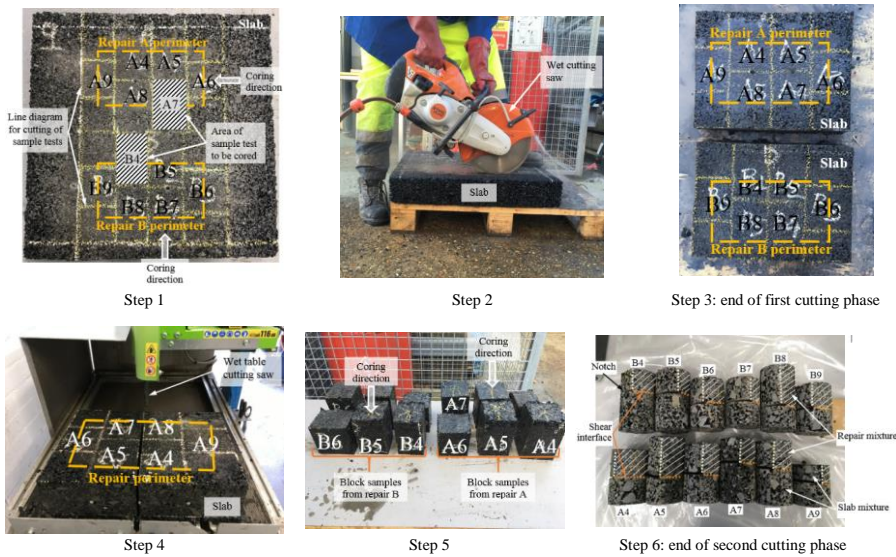 Slab
Repair A perimeter
A4 A5
A9
A6
Coring
direction
A8
A7
Line diagram
for cutting of
sample tests
Area of
sample test
to be cored
B4
B5
B9
B6
B8 B7
Repair B perimeter
Coring
direction
Step 1
Wet cutting
saw
Slab
Step 2
Repair A perimeter
A4 A5
A9
A6
A8 A7
Slab
Slab
B4 B5
B9
B6
B8 B7
Repair B perimeter
Step 3: end of first cutting phase
Wet table
cutting saw
A7 A8
A6
A9
A5 A4
Repair perimeter
Slab
Step 4
Coring
direction
Coring
direction
A7
B6 B5 B4 A6 A5 A4
Block samples
from repair B
Block samples
from repair A
Step 5
B4 B5 B6 B7 B8 B9
Notch
Shear
interface
Repair mixture
Slab mixture
A4 A5 A6 A7 A8 A9
Step 6: end of second cutting phase